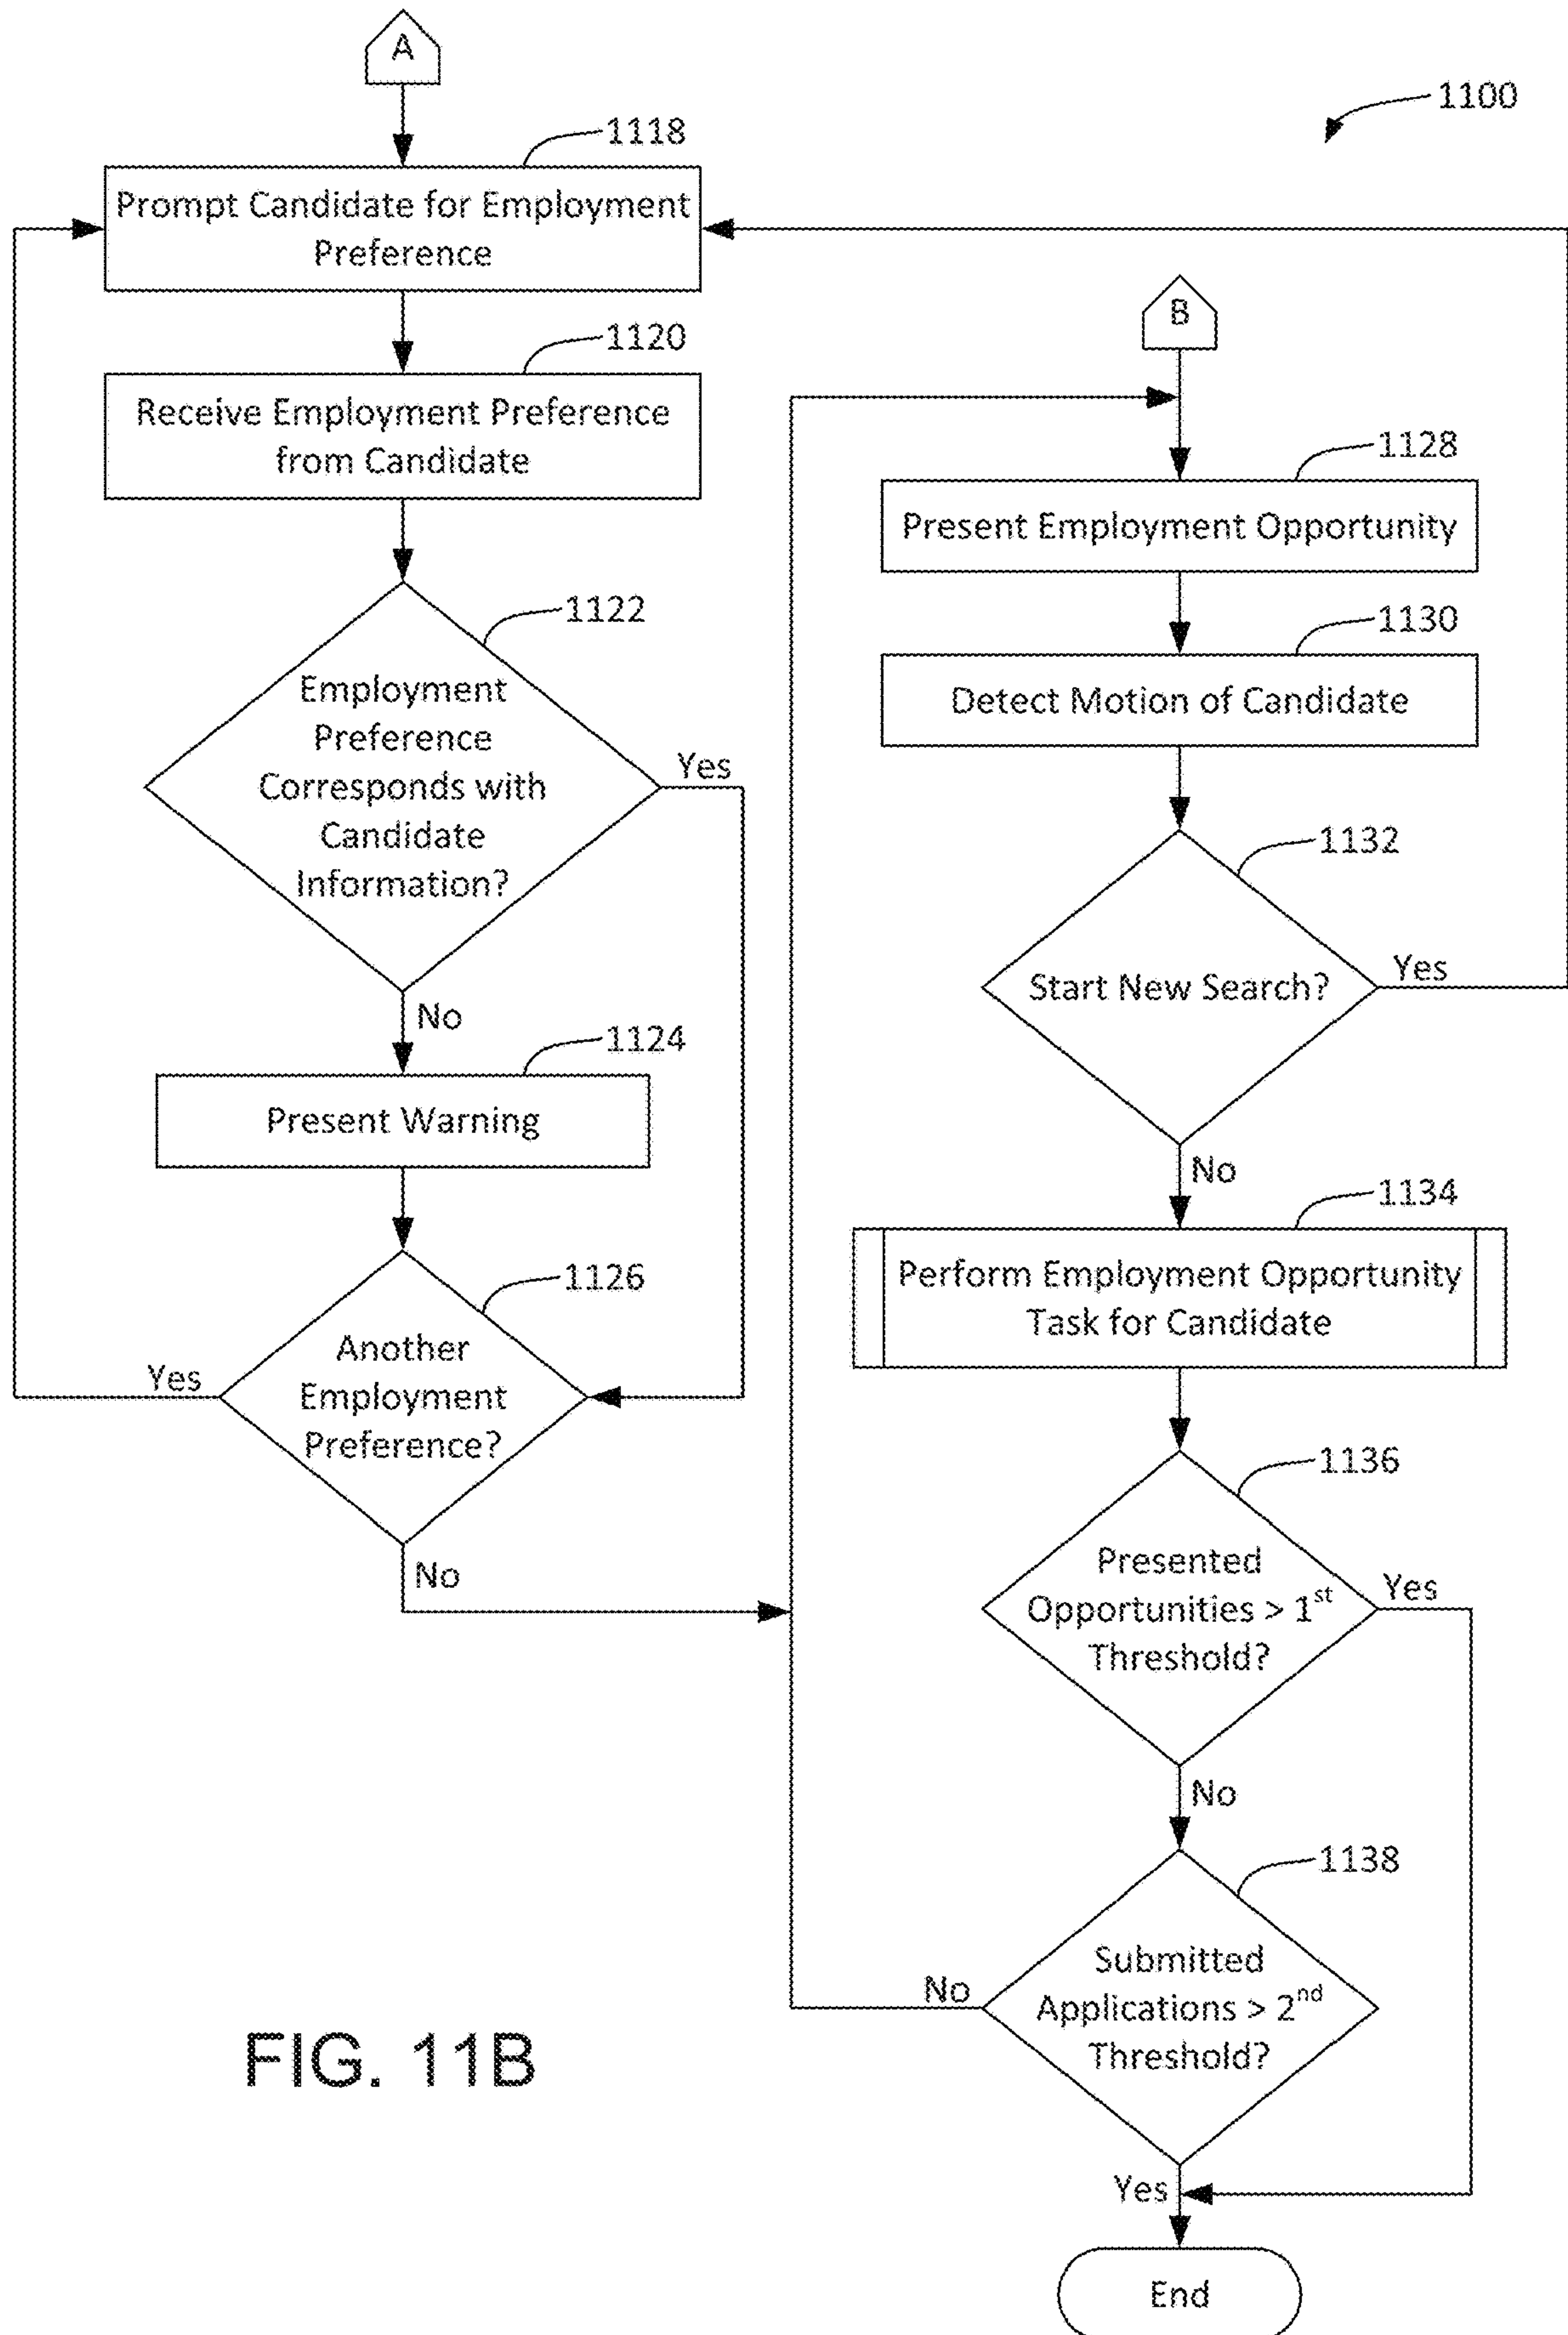 A
1100
1118
Prompt Candidate for Employment
Preference
1120
Receive Employment Preference
from Candidate
1122
Employment
Preference
Corresponds with
Candidate
Information?
Yes
No
1124
Present Warning
1126
Another
Employment
Preference?
Yes
No
B
1128
Present Employment Opportunity
1130
Detect Motion of Candidate
1132
Start New Search?
Yes
No
1134
Perform Employment Opportunity
Task for Candidate
1136
Presented
Opportunities > 1st
Threshold?
Yes
No
1138
Submitted
Applications > 2nd
Threshold?
No
Yes
End
FIG. 11B